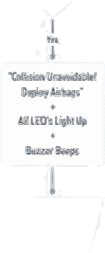 Yes
"Collision Unavoidable!
Deploy Airbags"
+
All LED's Light Up
+
Buzzer Beeps